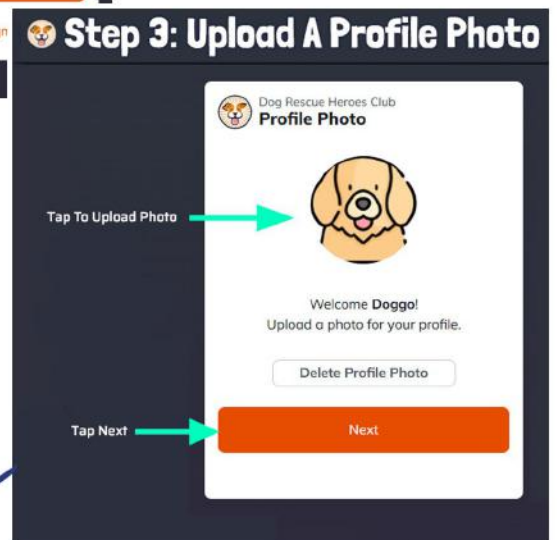 Step 3: Upload A Profile Photo
Dog Rescue Heroes Club
Profile Photo
Tap To Upload Photo
Welcome Doggo!
Upload a photo for your profile.
Delete Profile Photo
Tap Next
Next